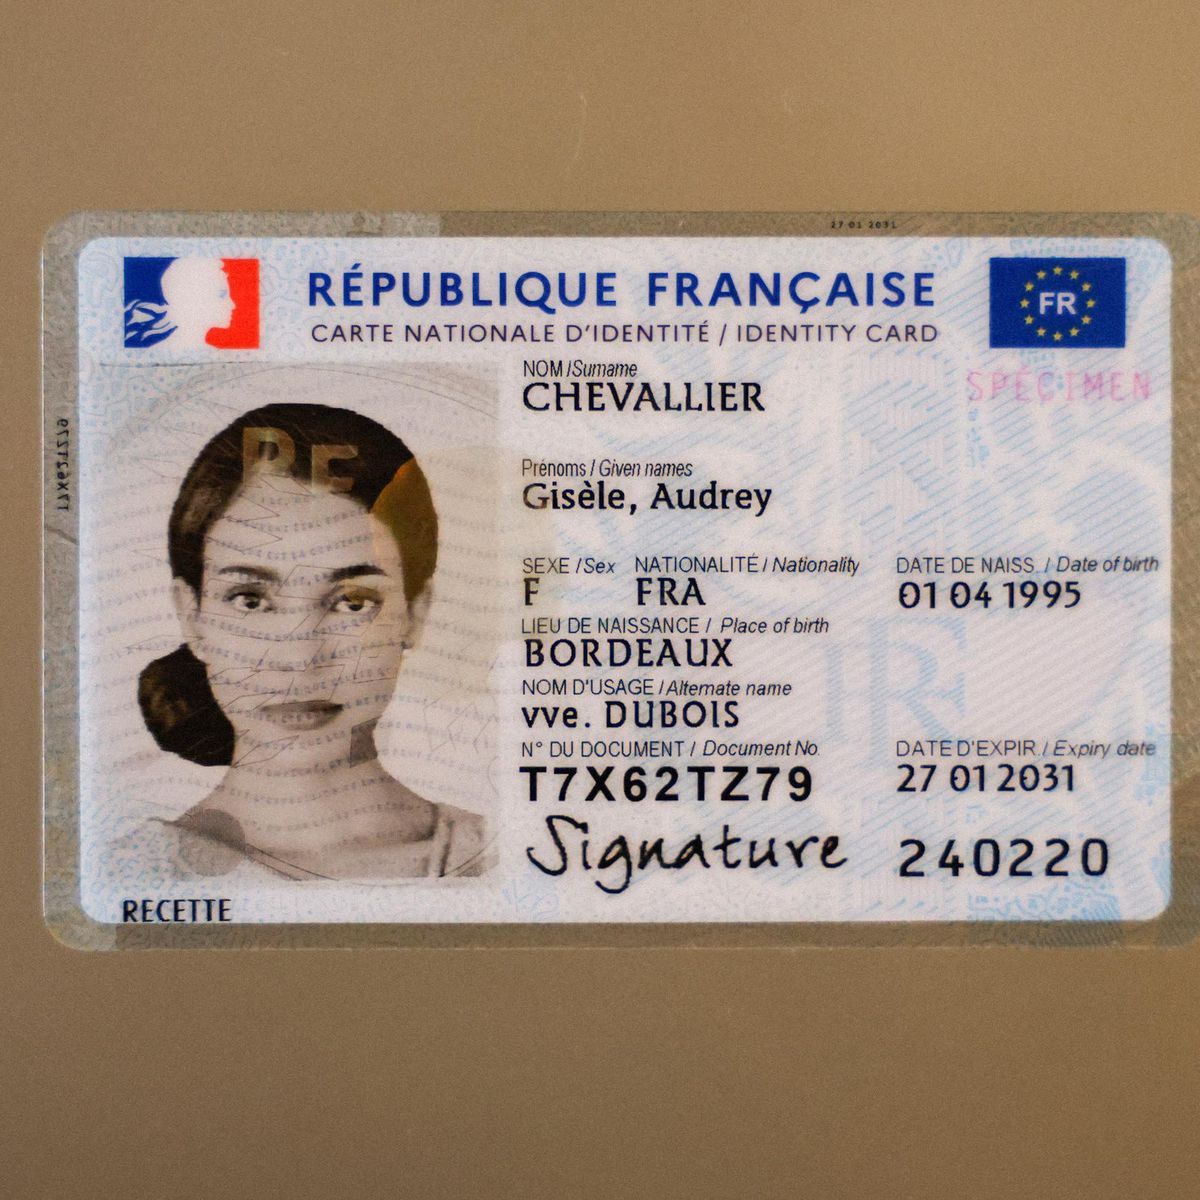 27 01 2031
RÉPUBLIQUE FRANÇAISE
FR
CARTE NATIONALE D'IDENTITÉ / IDENTITY CARD
NOM /Surname
SPÉCIMEN
CHEVALLIER
RF
Prénoms / Given names
Gisèle, Audrey
SEXE /Sex NATIONALITÉ / Nationality DATE DE NAISS. / Date of birth
F FRA 01 04 1995
LIEU DE NAISSANCE / Place of birth
BORDEAUX
RF
NOM D'USAGE / Alternate name
vve. DUBOIS
N° DU DOCUMENT / Document No. DATE D'EXPIR. / Expiry date
T7X62TZ79 27 01 2031
Signature 240220
RECETTE
T7X62TZ79